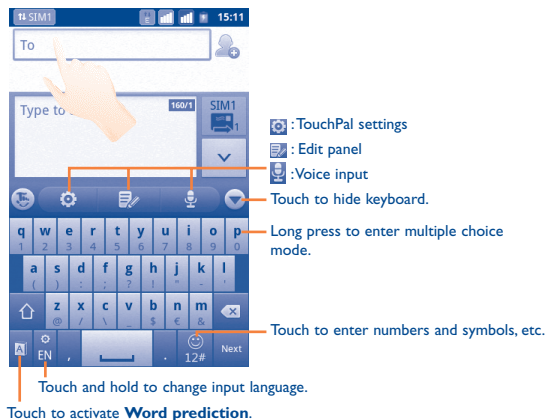 SIM1 E 15:11
To
Type to 160/1 SIM1
1
: TouchPal settings
: Edit panel
: Voice input
Touch to hide keyboard.
q w e r t y u i o p
1 2 3 4 5 6 7 8 9 0
Long press to enter multiple choice
mode.
a s d f g h j k l
( ) : ; ? ! " - '
z x c v b n m
@ / \ _ $ € &
Touch to enter numbers and symbols, etc.
A EN , . 12# Next
Touch and hold to change input language.
Touch to activate Word prediction.